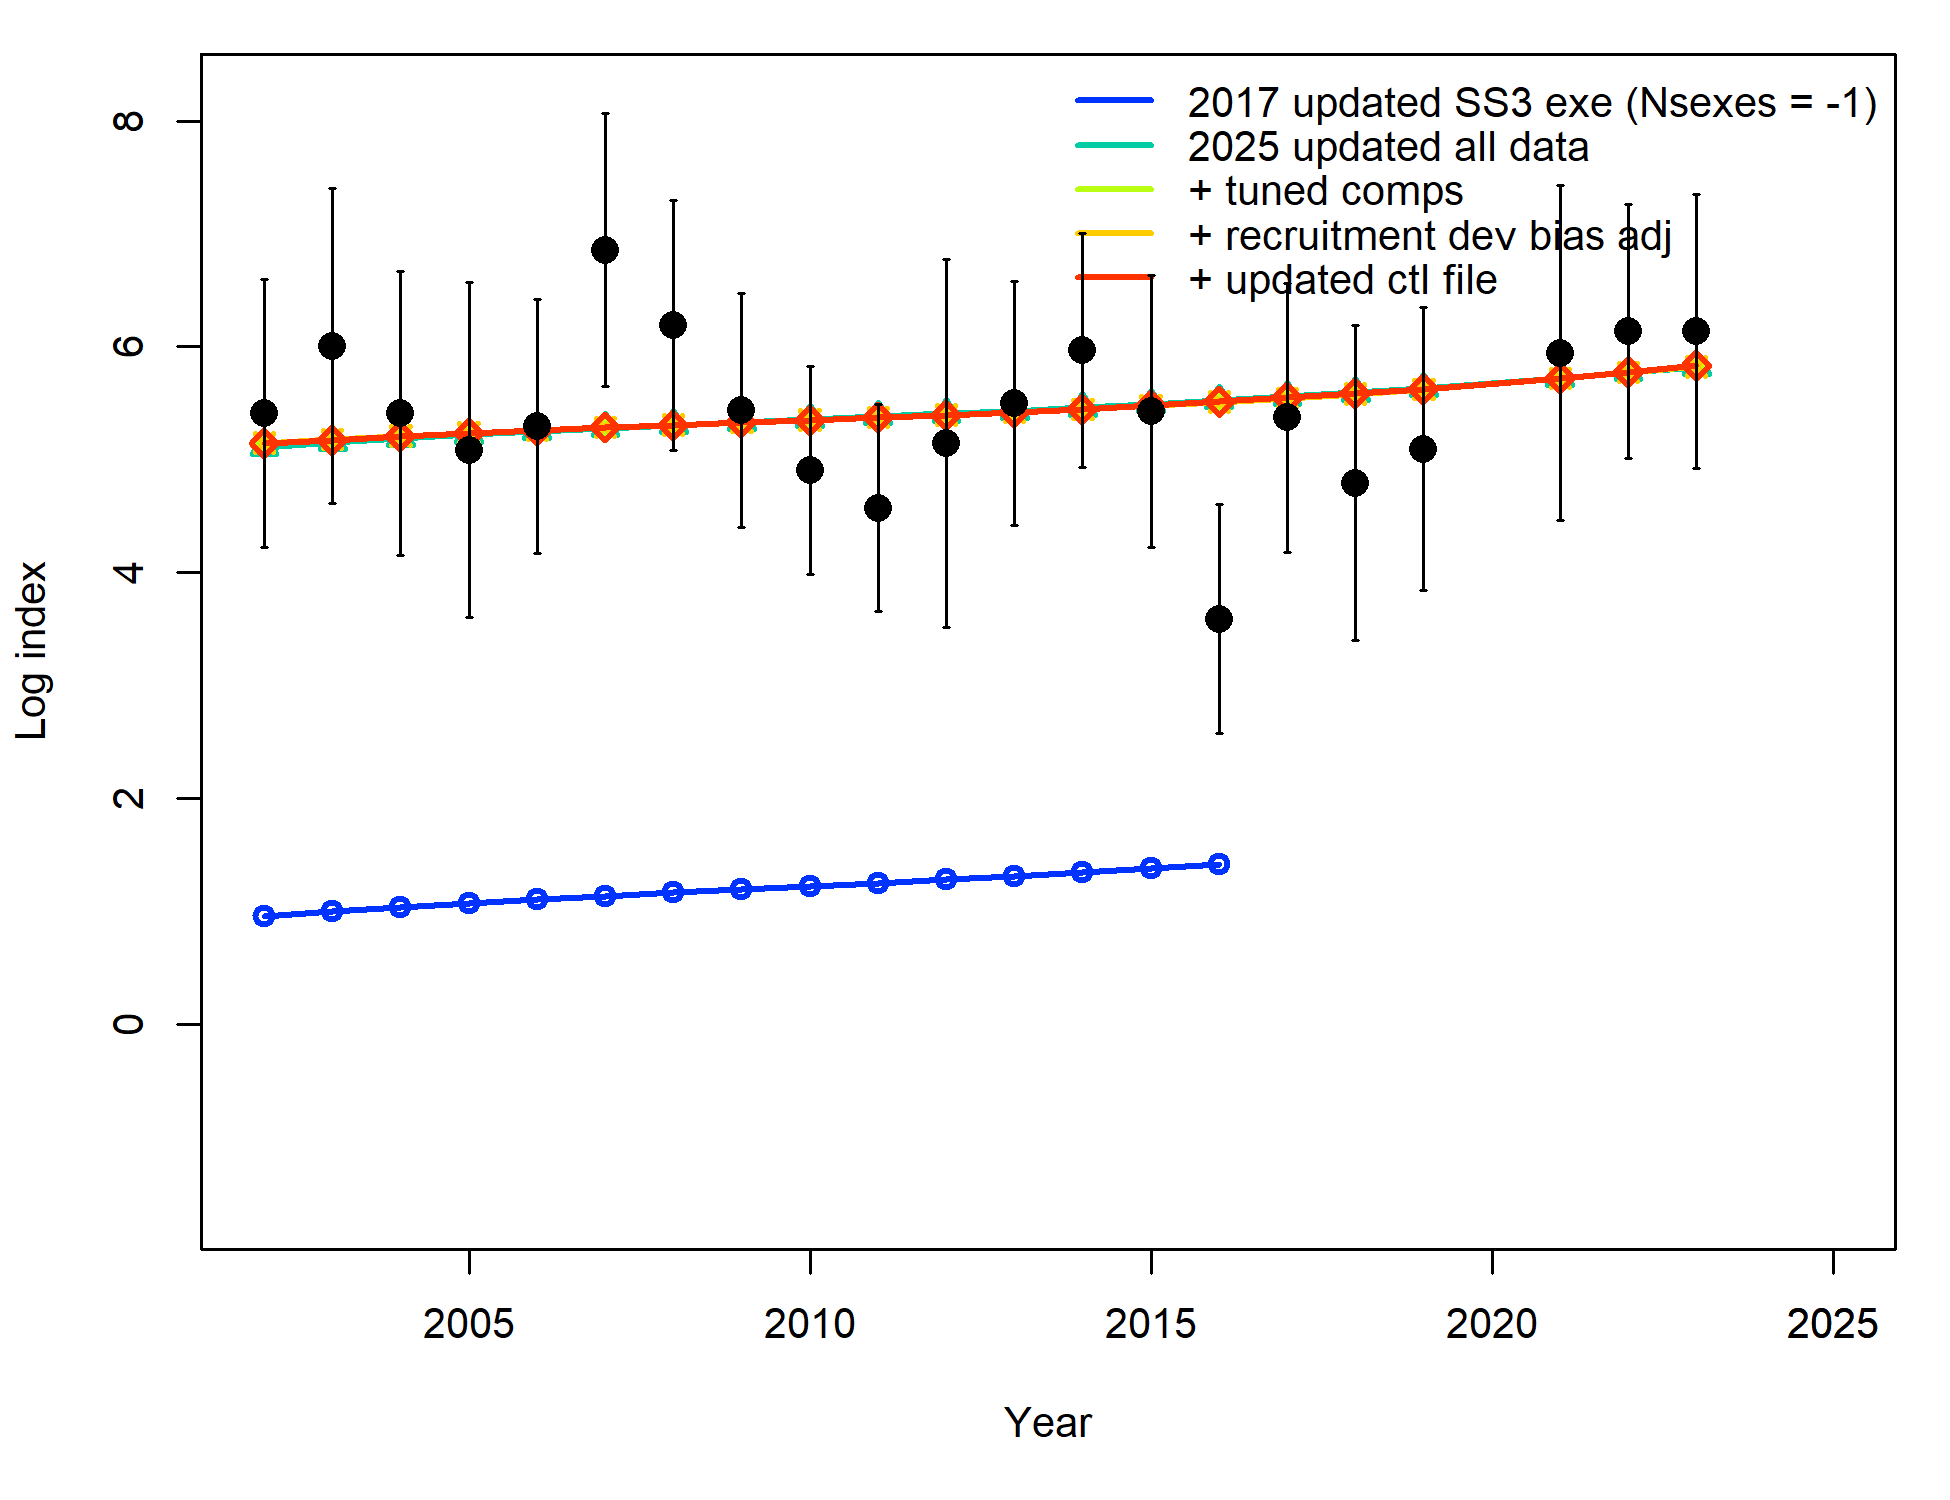 2017 updated SS3 exe (Nsexes = -1)
2025 updated all data
+ tuned comps
+ recruitment dev bias adj
+ updated ctl file
8
6
4
2
0
Log index
2005 2010 2015 2020 2025
Year